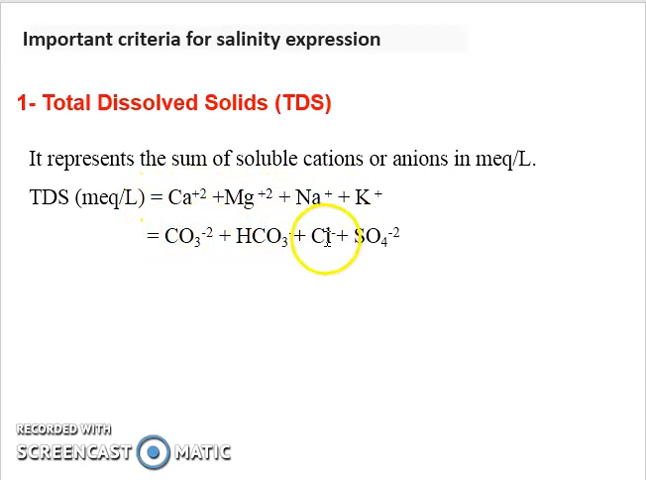 Important criteria for salinity expression
1- Total Dissolved Solids (TDS)
It represents the sum of soluble cations or anions in meq/L.
TDS (meq/L) = Ca⁺² +Mg ⁺² + Na ⁺ + K ⁺
= CO₃⁻² + HCO₃⁻ + Cl⁻ + SO₄⁻²
RECORDED WITH
SCREENCAST MATIC